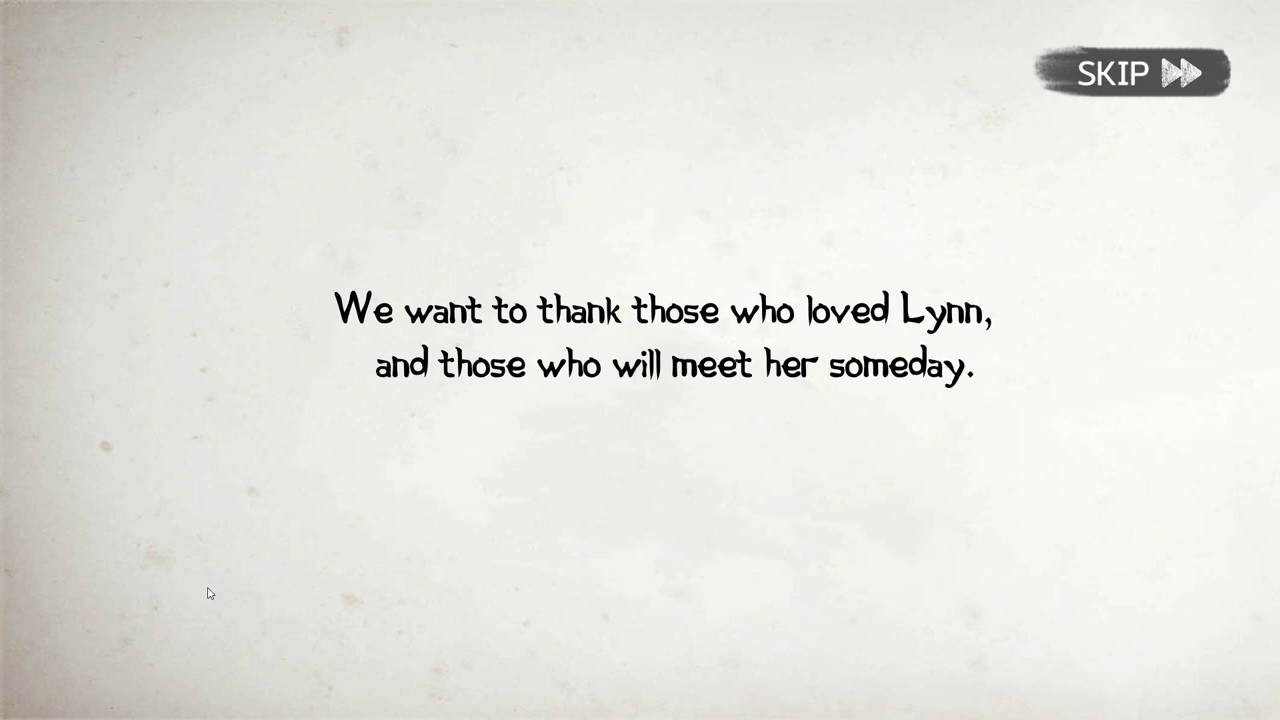 SKIP
We want to thank those who loved Lynn,
and those who will meet her someday.